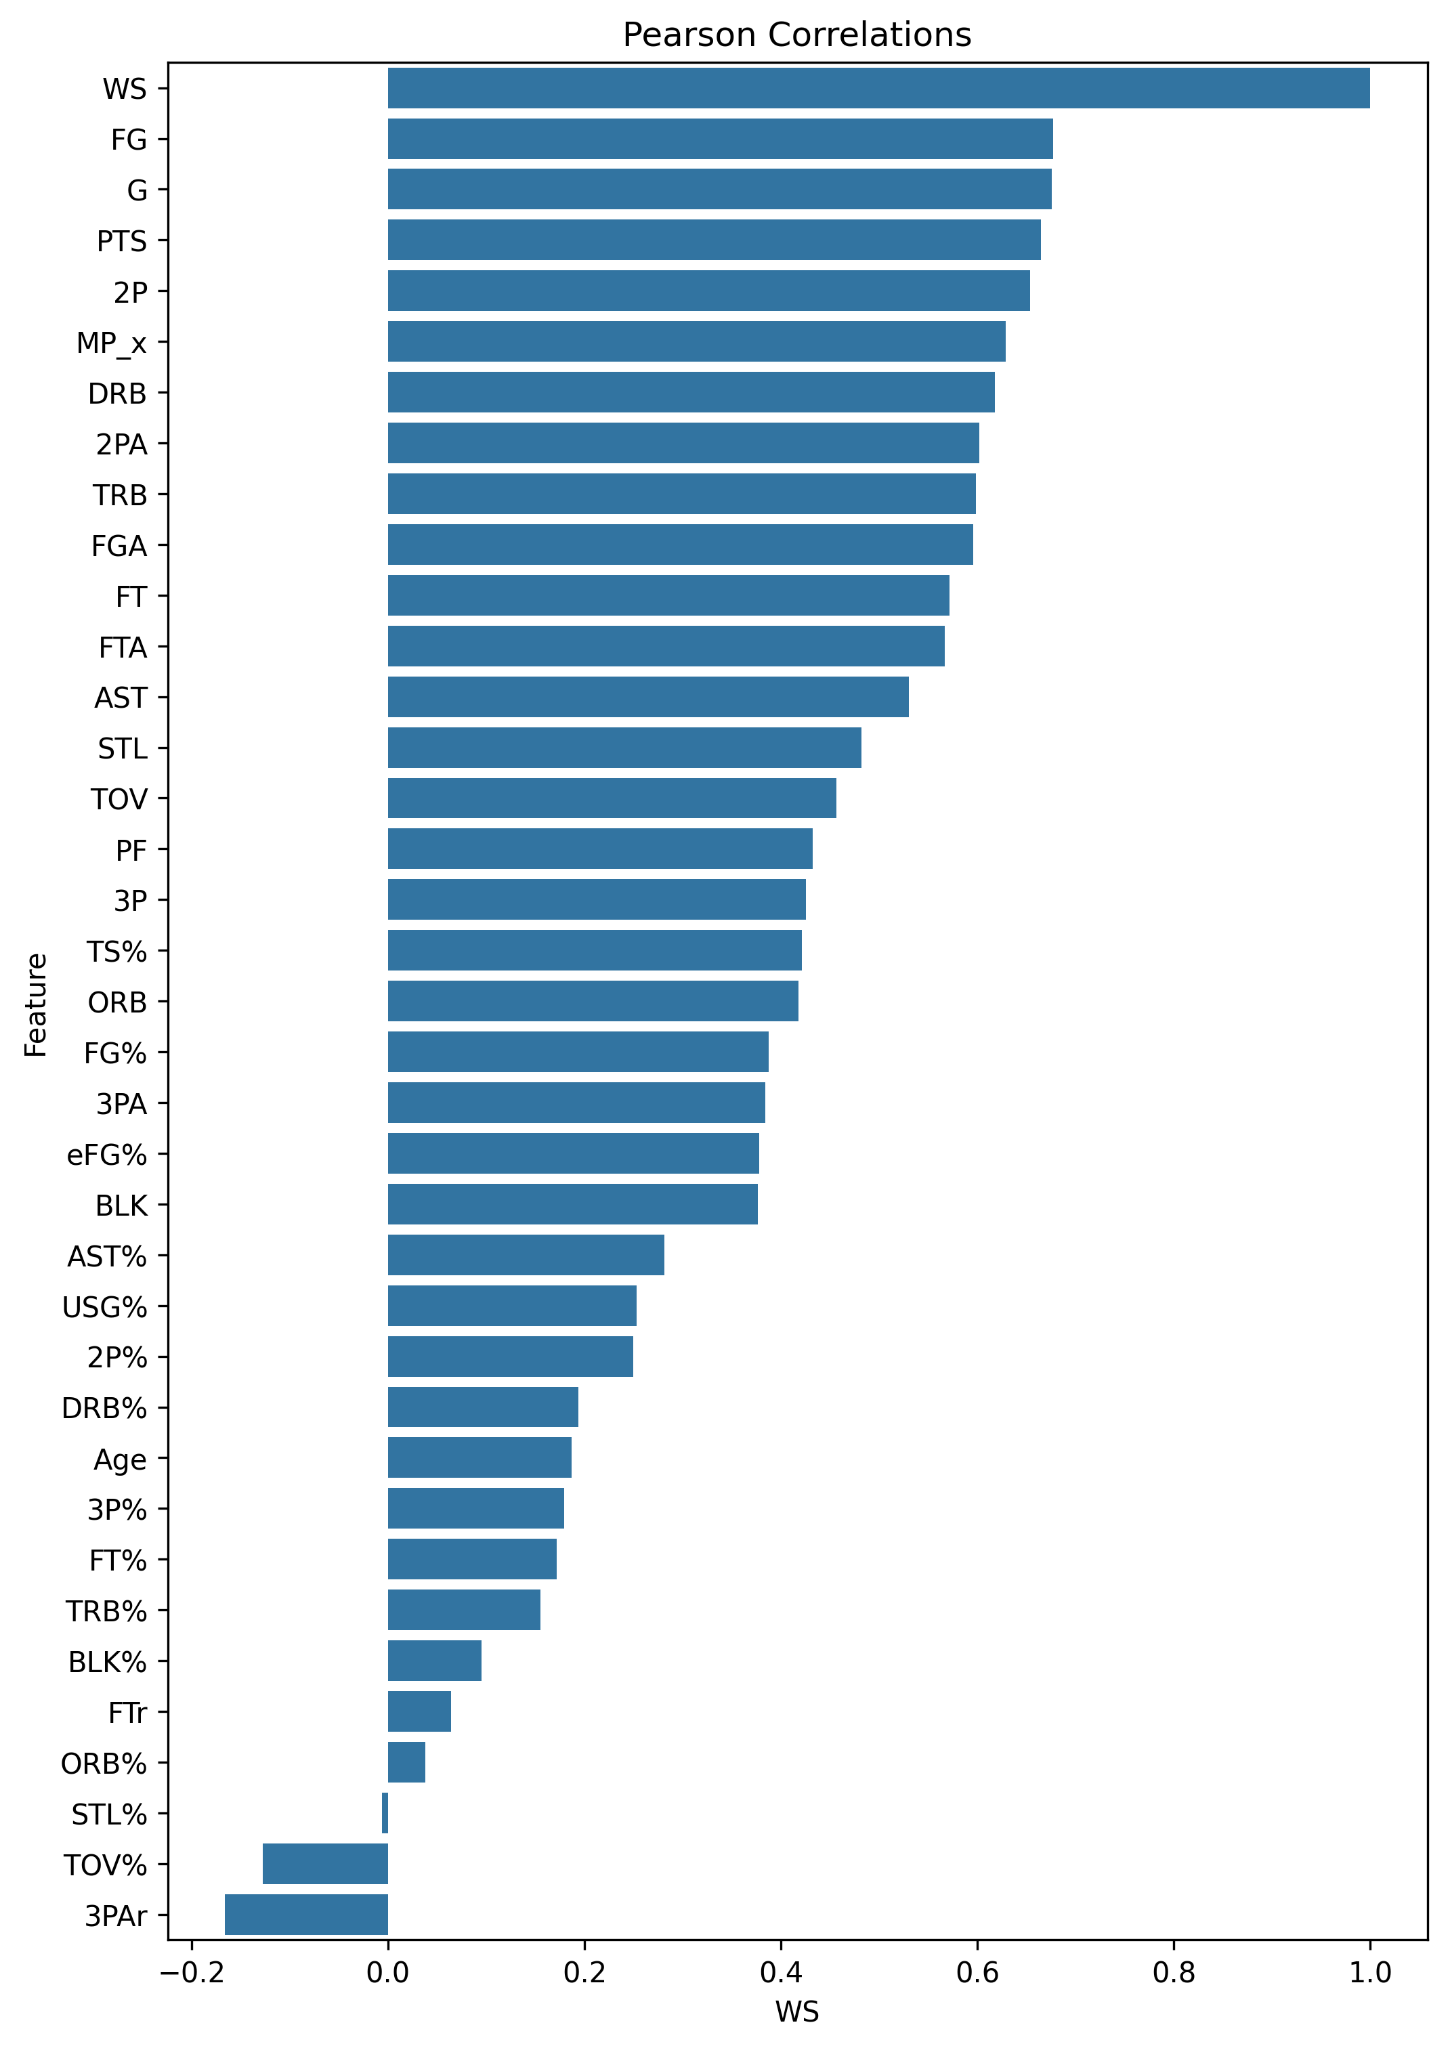 Pearson Correlations
WS
FG
G
PTS
2P
MP_x
DRB
2PA
TRB
FGA
FT
FTA
AST
STL
TOV
PF
3P
TS%
ORB
FG%
3PA
eFG%
BLK
AST%
USG%
2P%
DRB%
Age
3P%
FT%
TRB%
BLK%
FTr
ORB%
STL%
TOV%
3PAr
Feature
−0.2 0.0 0.2 0.4 0.6 0.8 1.0
WS